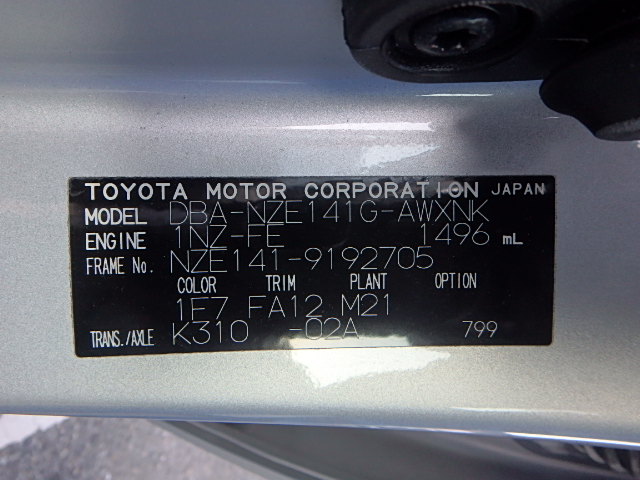 TOYOTA MOTOR CORPORATION JAPAN
MODEL DBA-NZE141G-AWXNK
ENGINE 1NZ-FE 1496 mL
FRAME No. NZE141-9192705
COLOR TRIM PLANT OPTION
1E7 FA12 M21
TRANS./AXLE K310 -02A 799